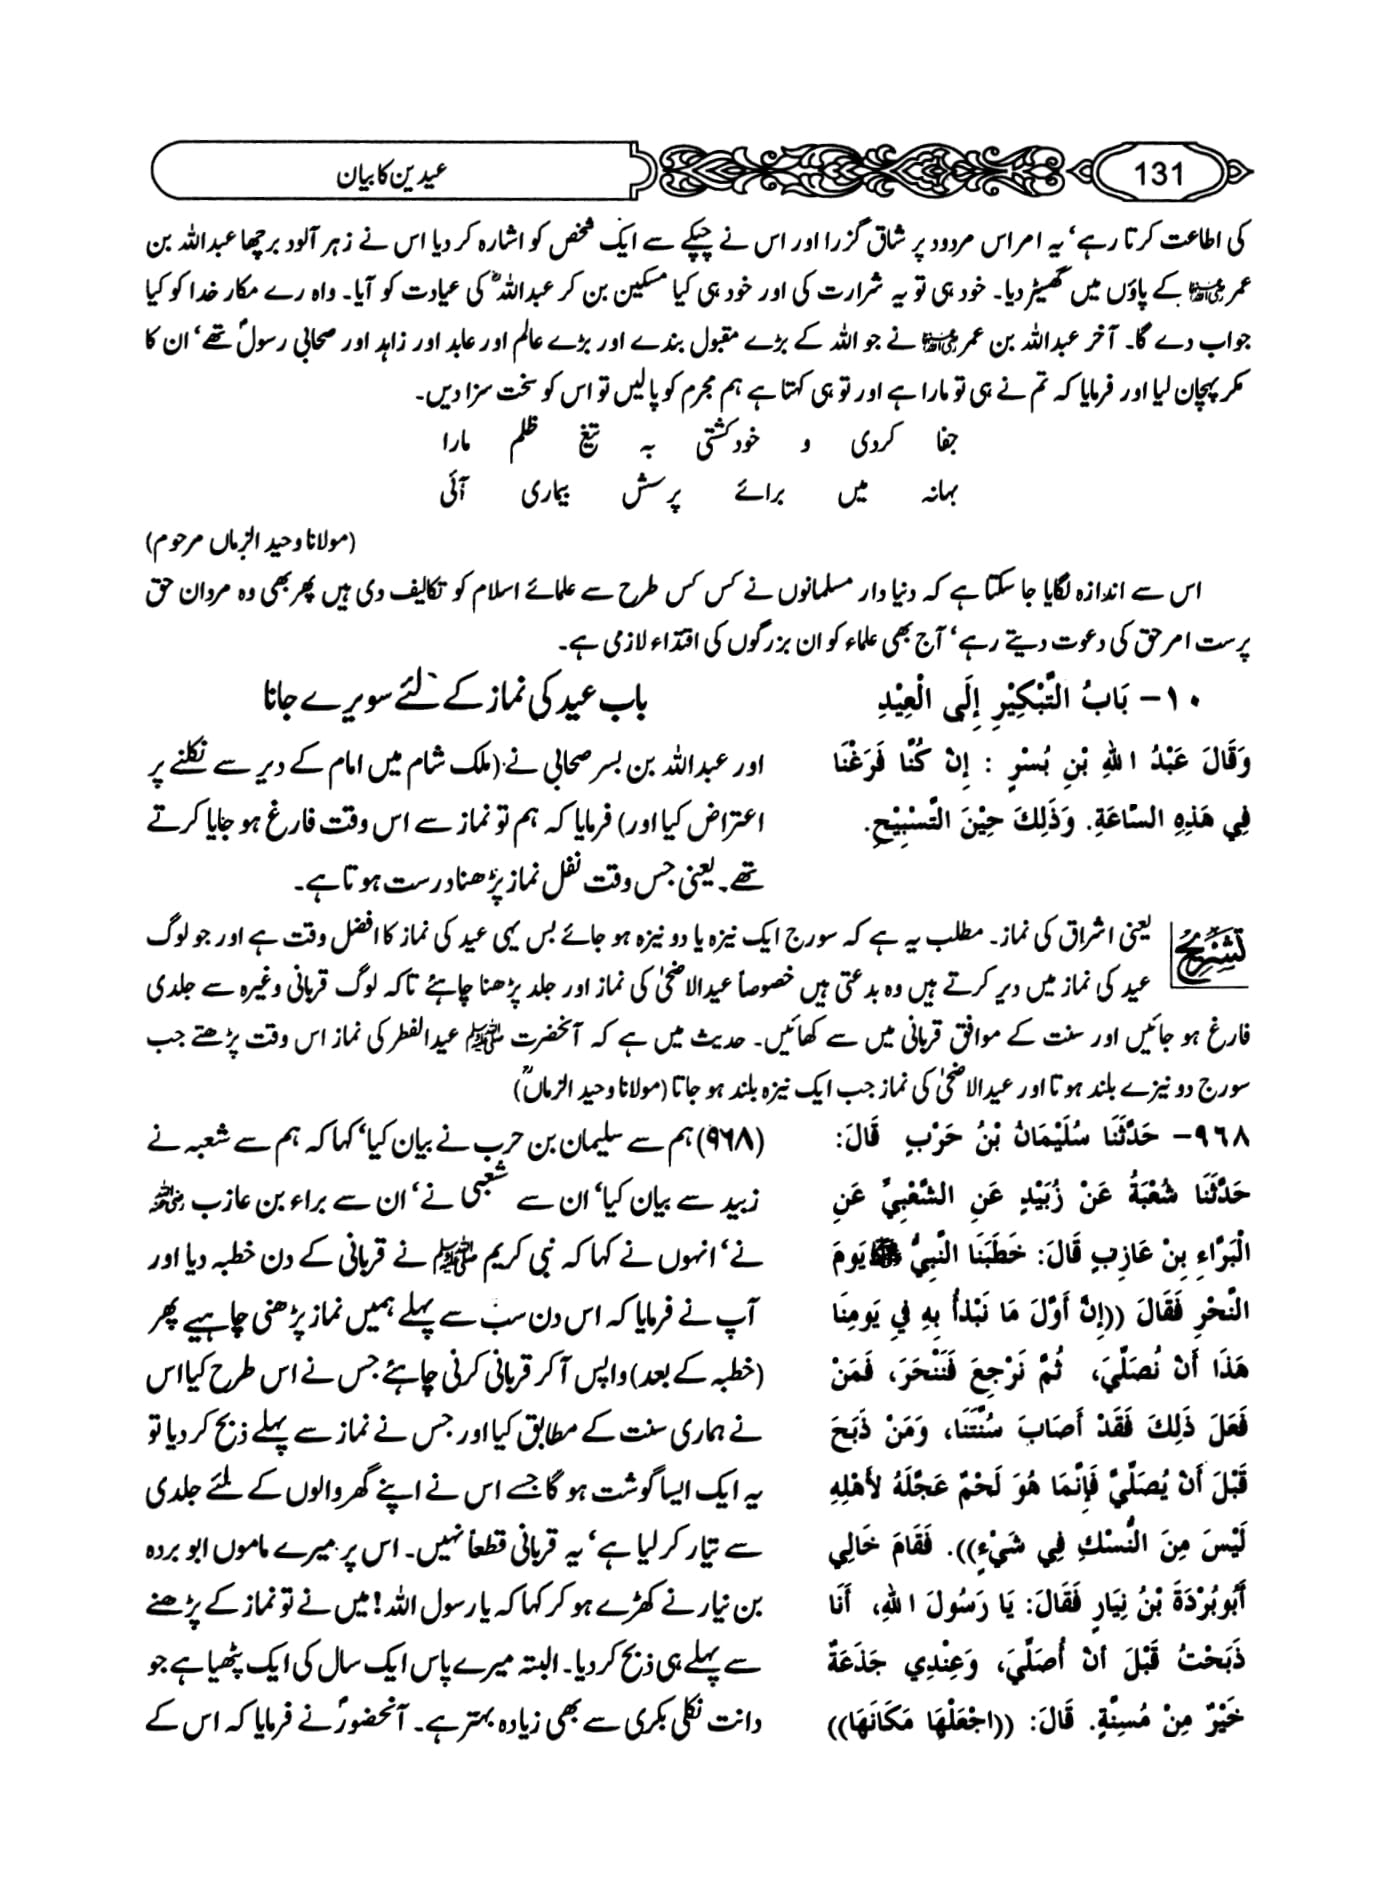 131
عیدین کا بیان
کی اطاعت کرتا رہے‘ یہ امر اس مردود پر شاق گزرا اور اس نے چپکے سے ایک شخص کو اشارہ کر دیا اس نے زہر آلود برچھا عبداللہ بن
عمر رضی اللہ عنہما کے پاؤں میں گھسیڑ دیا۔ خود ہی تو یہ شرارت کی اور خود ہی کیا مسکین بن کر عبداللہؓ کی عیادت کو آیا۔ واہ رے مکار خدا کو کیا
جواب دے گا۔ آخر عبداللہ بن عمر رضی اللہ عنہما نے جو اللہ کے بڑے مقبول بندے اور بڑے عالم اور عابد اور زاہد اور صحابی رسولؐ تھے‘ ان کا
مکر پہچان لیا اور فرمایا کہ تم نے ہی تو مارا ہے اور تو ہی کہتا ہے ہم مجرم کو پالیں تو اس کو سخت سزا دیں۔
جفا کردی و خود کشتی بہ تیغ ظلم مارا
بہانہ میں برائے پرسش بیماری آئی
(مولانا وحید الزماں مرحوم)
اس سے اندازہ لگایا جا سکتا ہے کہ دنیا دار مسلمانوں نے کس کس طرح سے علمائے اسلام کو تکالیف دی ہیں پھر بھی وہ مردان حق
پرست امر حق کی دعوت دیتے رہے‘ آج بھی علماء کو ان بزرگوں کی اقتداء لازمی ہے۔
١٠- بَابُ التَّبْكِيْرِ إِلَى الْعِيْدِ
وَقَالَ عَبْدُ اللهِ بْنِ بُسْرٍ : إِنْ كُنَّا فَرَغْنَا
فِي هَذِهِ السَّاعَةِ. وَذَلِكَ حِيْنَ التَّسْبِيْحِ.
باب عید کی نماز کے لئے سویرے جانا
اور عبداللہ بن بسر صحابی نے (ملک شام میں امام کے دیر سے نکلنے پر
اعتراض کیا اور) فرمایا کہ ہم تو نماز سے اس وقت فارغ ہو جایا کرتے
تھے۔ یعنی جس وقت نفل نماز پڑھنا درست ہوتا ہے۔
تشریح
یعنی اشراق کی نماز۔ مطلب یہ ہے کہ سورج ایک نیزہ یا دو نیزہ ہو جائے بس یہی عید کی نماز کا افضل وقت ہے اور جو لوگ
عید کی نماز میں دیر کرتے ہیں وہ بدعتی ہیں خصوصاً عیدالاضحیٰ کی نماز اور جلد پڑھنا چاہئے تاکہ لوگ قربانی وغیرہ سے جلدی
فارغ ہو جائیں اور سنت کے موافق قربانی میں سے کھائیں۔ حدیث میں ہے کہ آنحضرت صلی اللہ علیہ وسلم عیدالفطر کی نماز اس وقت پڑھتے جب
سورج دو نیزے بلند ہوتا اور عیدالاضحیٰ کی نماز جب ایک نیزہ بلند ہو جاتا (مولانا وحید الزماںؒ)
٩٦٨- حَدَّثَنَا سُلَيْمَانُ بْنُ حَرْبٍ قَالَ:
حَدَّثَنَا شُعْبَةُ عَنْ زُبَيْدٍ عَنِ الشَّعْبِيِّ عَنِ
الْبَرَّاءِ بِنْ عَازِبٍ قَالَ: خَطَبَنَا النَّبِيُّ ﷺ يَومَ
النَّحْرِ فَقَالَ ((إِنَّ أَوَّلَ مَا نَبْدَأُ بِهِ فِي يَومِنَا
هَذَا أَنْ نُصَلِّيَ، ثُمَّ نَرْجِعَ فَنَنْحَرَ، فَمَنْ
فَعَلَ ذَلِكَ فَقَدْ أَصَابَ سُنَّتَنَا، وَمَنْ ذَبَحَ
قَبْلَ أَنْ يُصَلِّيَ فَإِنَّمَا هُوَ لَحْمٌ عَجَّلَهُ لأَهْلِهِ
لَيْسَ مِنَ النُّسْكِ فِي شَيْءٍ)). فَقَامَ خَالِي
أَبُوبُرْدَةَ بْنُ نِيَارٍ فَقَالَ: يَا رَسُولَ اللهِ، أَنَا
ذَبَحْتُ قَبْلَ أنْ أُصَلِّيَ، وَعِنْدِي جَذَعَةٌ
خَيْرٌ مِنْ مُسِنَّةٍ. قَالَ: ((اجْعَلْهَا مَكَانَهَا))
(٩٦٨) ہم سے سلیمان بن حرب نے بیان کیا‘ کہا کہ ہم سے شعبہ نے
زبید سے بیان کیا‘ ان سے شعبی نے‘ ان سے براء بن عازب رضی اللہ عنہ
نے‘ انہوں نے کہا کہ نبی کریم صلی اللہ علیہ وسلم نے قربانی کے دن خطبہ دیا اور
آپ نے فرمایا کہ اس دن سب سے پہلے ہمیں نماز پڑھنی چاہیے پھر
(خطبہ کے بعد) واپس آ کر قربانی کرنی چاہئے جس نے اس طرح کیا اس
نے ہماری سنت کے مطابق کیا اور جس نے نماز سے پہلے ذبح کر دیا تو
یہ ایک ایسا گوشت ہو گا جسے اس نے اپنے گھر والوں کے لئے جلدی
سے تیار کر لیا ہے‘ یہ قربانی قطعاً نہیں۔ اس پر میرے ماموں ابو بردہ
بن نیار نے کھڑے ہو کر کہا کہ یا رسول اللہ! میں نے تو نماز کے پڑھنے
سے پہلے ہی ذبح کر دیا۔ البتہ میرے پاس ایک سال کی ایک پٹھیا ہے جو
دانت نکلی بکری سے بھی زیادہ بہتر ہے۔ آنحضورؐ نے فرمایا کہ اس کے